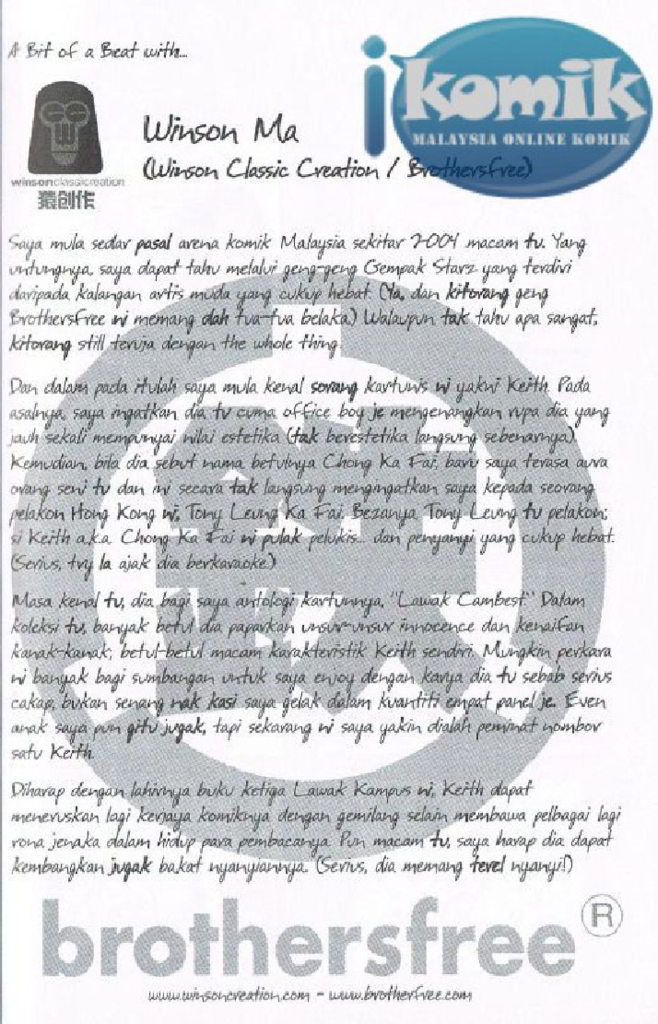 A Bit of a Beat with...
ikomik
MALAYSIA ONLINE KOMIK
Winson Ma
(Winson Classic Creation / Brothersfree)
winsonclassiccreation
叢創作
Saya mula sedar pasal arena komik Malaysia sekitar 2004 macam tu. Yang
untungnya, saya dapat tahu melalui geng-geng Gempak Starz yang terdiri
daripada kalangan artis muda yang cukup hebat. (Ya, dan kitorang geng
Brothersfree ni memang dah tua-tua belaka.) Walaupun tak tahu apa sangat,
kitorang still teruja dengan the whole thing.
Dan dalam pada itulah saya mula kenal sorang kartunis ni yakni Keith. Pada
asalnya, saya ingatkan dia tu cuma office boy je mengenangkan rupa dia yang
jauh sekali mempunyai nilai estetika (tak berestetika langsung sebenarnya).
Kemudian, bila dia sebut nama betulnya Chong Ka Fai, baru saya terasa aura
orang seni tu dan ini secara tak langsung mengingatkan saya kepada seorang
pelakon Hong Kong ni, Tony Leung Ka Fai. Bezanya Tony Leung tu pelakon;
si Keith a.k.a. Chong Ka Fai ni pulak pelukis... dan penyanyi yang cukup hebat.
(Serius, try la ajak dia berkaraoke.)
Masa kenal tu, dia bagi saya antologi kartunnya, "Lawak Cambest". Dalam
koleksi tu, banyak betul dia paparkan unsur-unsur innocence dan kenaifan
kanak-kanak; betul-betul macam karakteristik Keith sendiri. Mungkin perkara
ni banyak bagi sumbangan untuk saya enjoy dengan karya dia tu sebab serius
cakap, bukan senang nak kasi saya gelak dalam kuantiti empat panel je. Even
anak saya pun gitu jugak, tapi sekarang ni saya yakin dialah peminat nombor
satu Keith.
Diharap dengan lahirnya buku ketiga Lawak Kampus ni, Keith dapat
meneruskan lagi kerjaya komiknya dengan gemilang selain membawa pelbagai lagi
rona jenaka dalam hidup para pembacanya. Pun macam tu, saya harap dia dapat
kembangkan jugak bakat nyanyiannya. (Serius, dia memang terel nyanyi!)
brothersfree®
www.winsoncreation.com - www.brotherfree.com